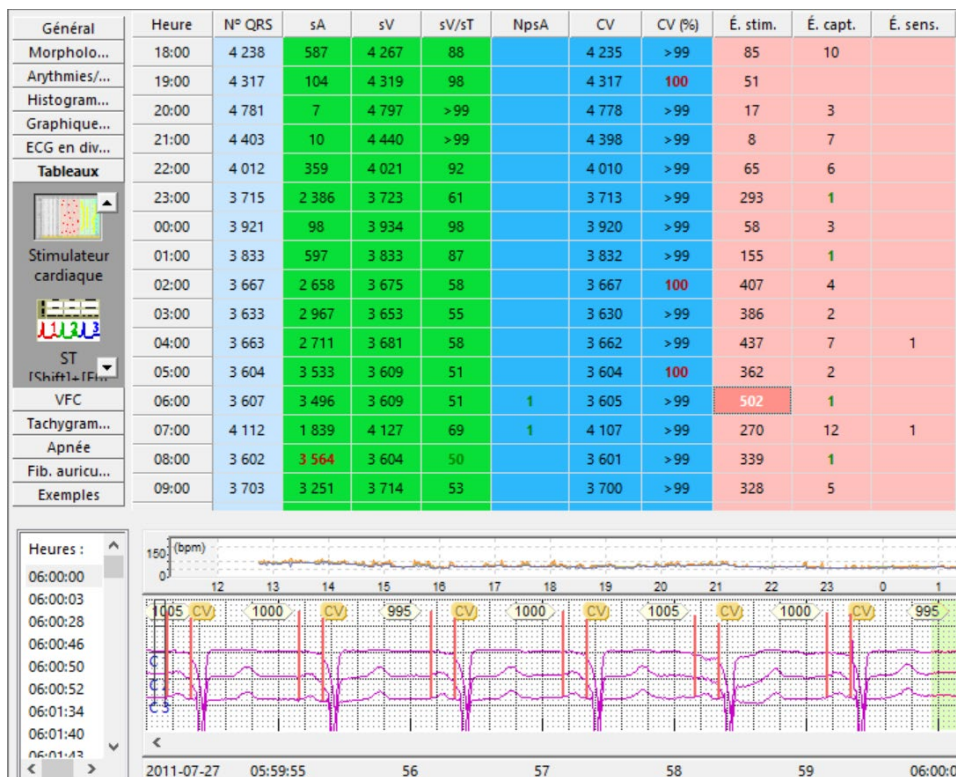 Général
Morpholo...
Arythmies/...
Histogram...
Graphique...
ECG en div...
Tableaux
Stimulateur
cardiaque
ST
VFC
Tachygram...
Apnée
Fib. auricu...
Exemples
Heure N° QRS sA sV sV/sT NpsA CV CV (%) É. stim. É. capt. É. sens.
18:00 4 238 587 4 267 88 4 235 >99 85 10
19:00 4 317 104 4 319 98 4 317 100 51
20:00 4 781 7 4 797 >99 4 778 >99 17 3
21:00 4 403 10 4 440 >99 4 398 >99 8 7
22:00 4 012 359 4 021 92 4 010 >99 65 6
23:00 3 715 2 386 3 723 61 3 713 >99 293 1
00:00 3 921 98 3 934 98 3 920 >99 58 3
01:00 3 833 597 3 833 87 3 832 >99 155 1
02:00 3 667 2 658 3 675 58 3 667 100 407 4
03:00 3 633 2 967 3 653 55 3 630 >99 386 2
04:00 3 663 2 711 3 681 58 3 662 >99 437 7 1
05:00 3 604 3 533 3 609 51 3 604 100 362 2
06:00 3 607 3 496 3 609 51 1 3 605 >99 502 1
07:00 4 112 1 839 4 127 69 1 4 107 >99 270 12 1
08:00 3 602 3 564 3 604 50 3 601 >99 339 1
09:00 3 703 3 251 3 714 53 3 700 >99 328 5
Heures :
06:00:00
06:00:03
06:00:28
06:00:46
06:00:50
06:00:52
06:01:34
06:01:40
06:01:43
150 (bpm)
0
12 13 14 15 16 17 18 19 20 21 22 23 0 1
1005 CV 1000 CV 995 CV 1000 CV 1005 CV 1000 CV 995
2011-07-27 05:59:55 56 57 58 59 06:00:0